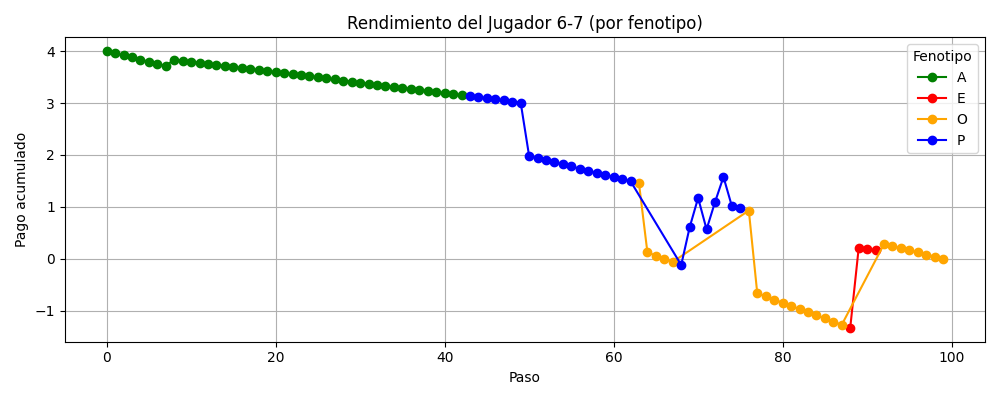 Rendimiento del Jugador 6-7 (por fenotipo)
Pago acumulado
4
3
2
1
0
−1
Fenotipo
A
E
O
P
0 20 40 60 80 100
Paso